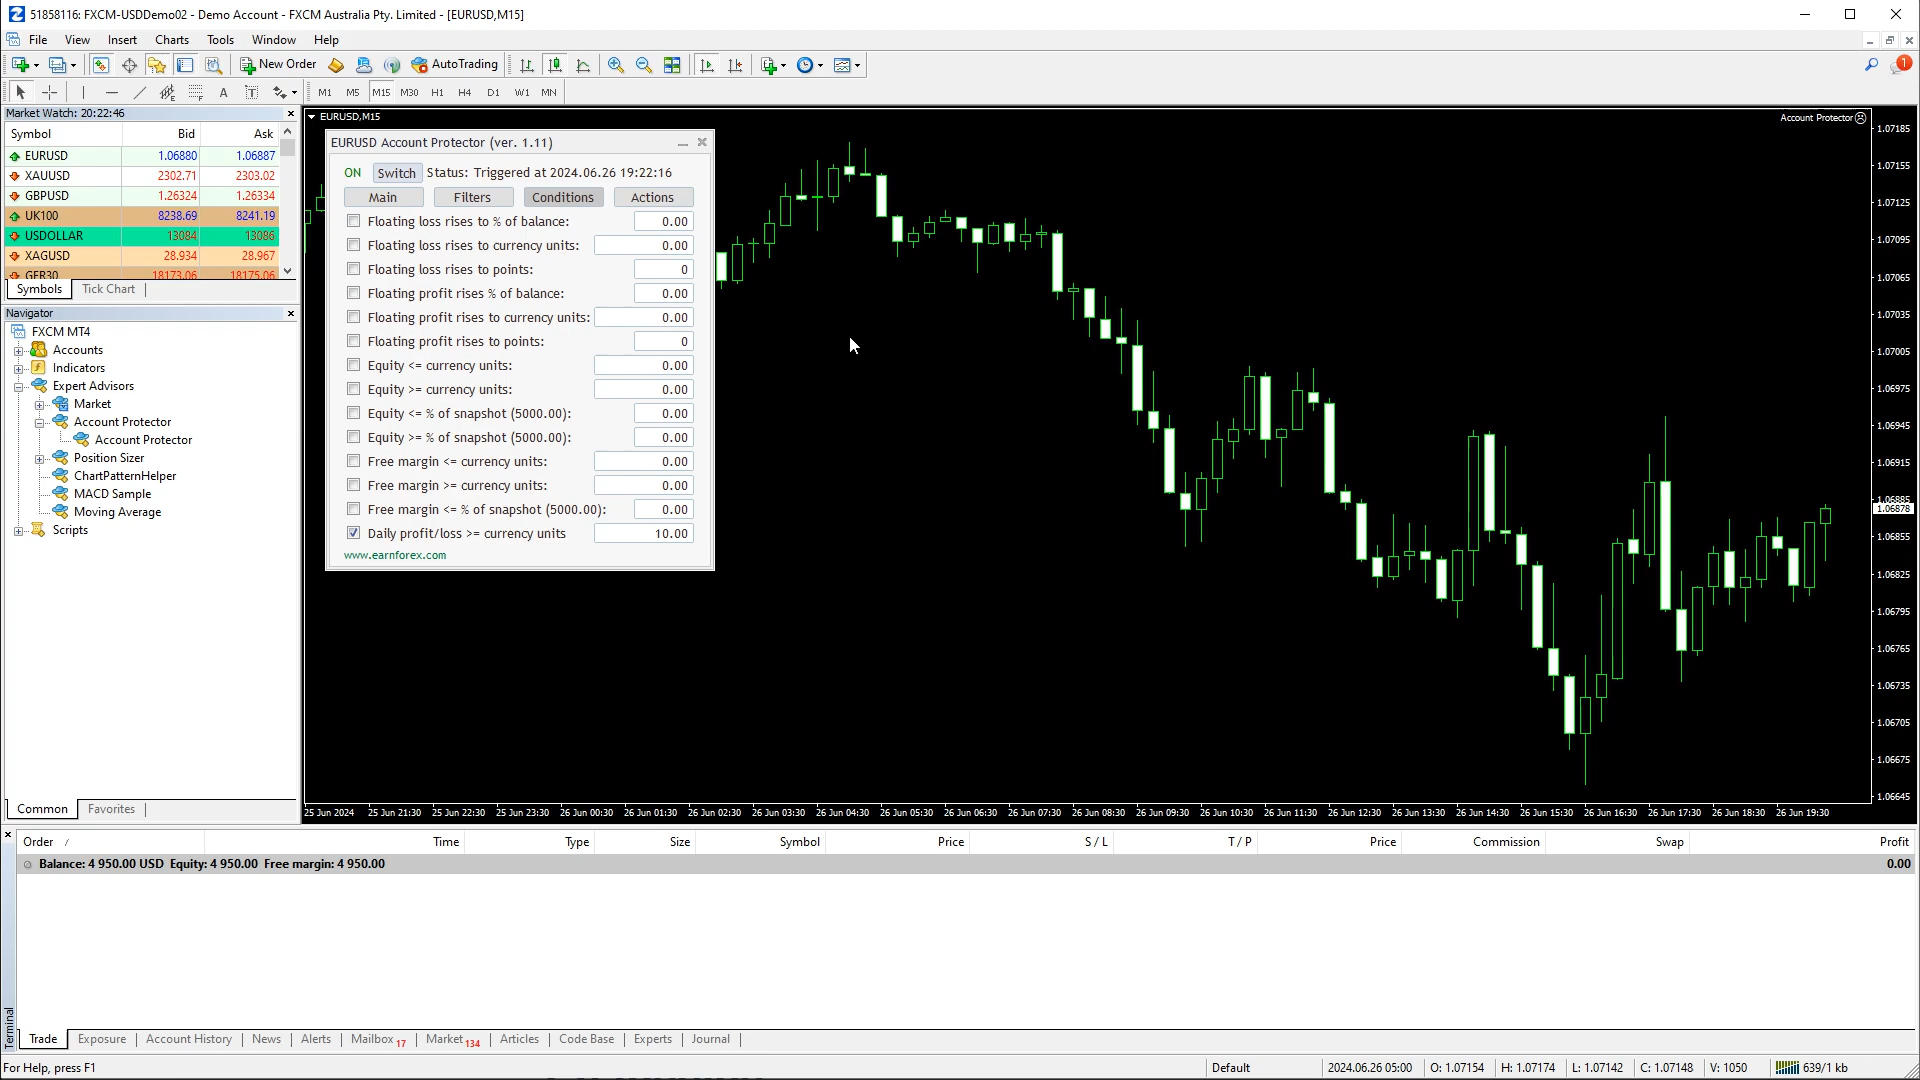 51858116: FXCM-USDDemo02 - Demo Account - FXCM Australia Pty. Limited - [EURUSD,M15]
File View Insert Charts Tools Window Help
New Order AutoTrading 1
A T M1 M5 M15 M30 H1 H4 D1 W1 MN
Market Watch: 20:22:46
Symbol Bid Ask
EURUSD 1.06880 1.06887
XAUUSD 2302.71 2303.02
GBPUSD 1.26324 1.26334
UK100 8238.69 8241.19
USDOLLAR 13084 13086
XAGUSD 28.934 28.967
GER30 18173.06 18175.06
Symbols Tick Chart
Navigator
FXCM MT4
Accounts
Indicators
Expert Advisors
Market
Account Protector
Account Protector
Position Sizer
ChartPatternHelper
MACD Sample
Moving Average
Scripts
Common Favorites
EURUSD,M15
Account Protector
EURUSD Account Protector (ver. 1.11)
ON Switch Status: Triggered at 2024.06.26 19:22:16
Main Filters Conditions Actions
Floating loss rises to % of balance: 0.00
Floating loss rises to currency units: 0.00
Floating loss rises to points: 0
Floating profit rises % of balance: 0.00
Floating profit rises to currency units: 0.00
Floating profit rises to points: 0
Equity <= currency units: 0.00
Equity >= currency units: 0.00
Equity <= % of snapshot (5000.00): 0.00
Equity >= % of snapshot (5000.00): 0.00
Free margin <= currency units: 0.00
Free margin >= currency units: 0.00
Free margin <= % of snapshot (5000.00): 0.00
Daily profit/loss >= currency units 10.00
www.earnforex.com
1.07185
1.07155
1.07125
1.07095
1.07065
1.07035
1.07005
1.06975
1.06945
1.06915
1.06885
1.06878
1.06855
1.06825
1.06795
1.06765
1.06735
1.06705
1.06675
1.06645
25 Jun 2024 25 Jun 21:30 25 Jun 22:30 25 Jun 23:30 26 Jun 00:30 26 Jun 01:30 26 Jun 02:30 26 Jun 03:30 26 Jun 04:30 26 Jun 05:30 26 Jun 06:30 26 Jun 07:30 26 Jun 08:30 26 Jun 09:30 26 Jun 10:30 26 Jun 11:30 26 Jun 12:30 26 Jun 13:30 26 Jun 14:30 26 Jun 15:30 26 Jun 16:30 26 Jun 17:30 26 Jun 18:30 26 Jun 19:30
Order / Time Type Size Symbol Price S / L T / P Price Commission Swap Profit
Balance: 4 950.00 USD Equity: 4 950.00 Free margin: 4 950.00 0.00
Terminal
Trade Exposure Account History News Alerts Mailbox 17 Market 134 Articles Code Base Experts Journal
For Help, press F1 Default 2024.06.26 05:00 O: 1.07154 H: 1.07174 L: 1.07142 C: 1.07148 V: 1050 639/1 kb